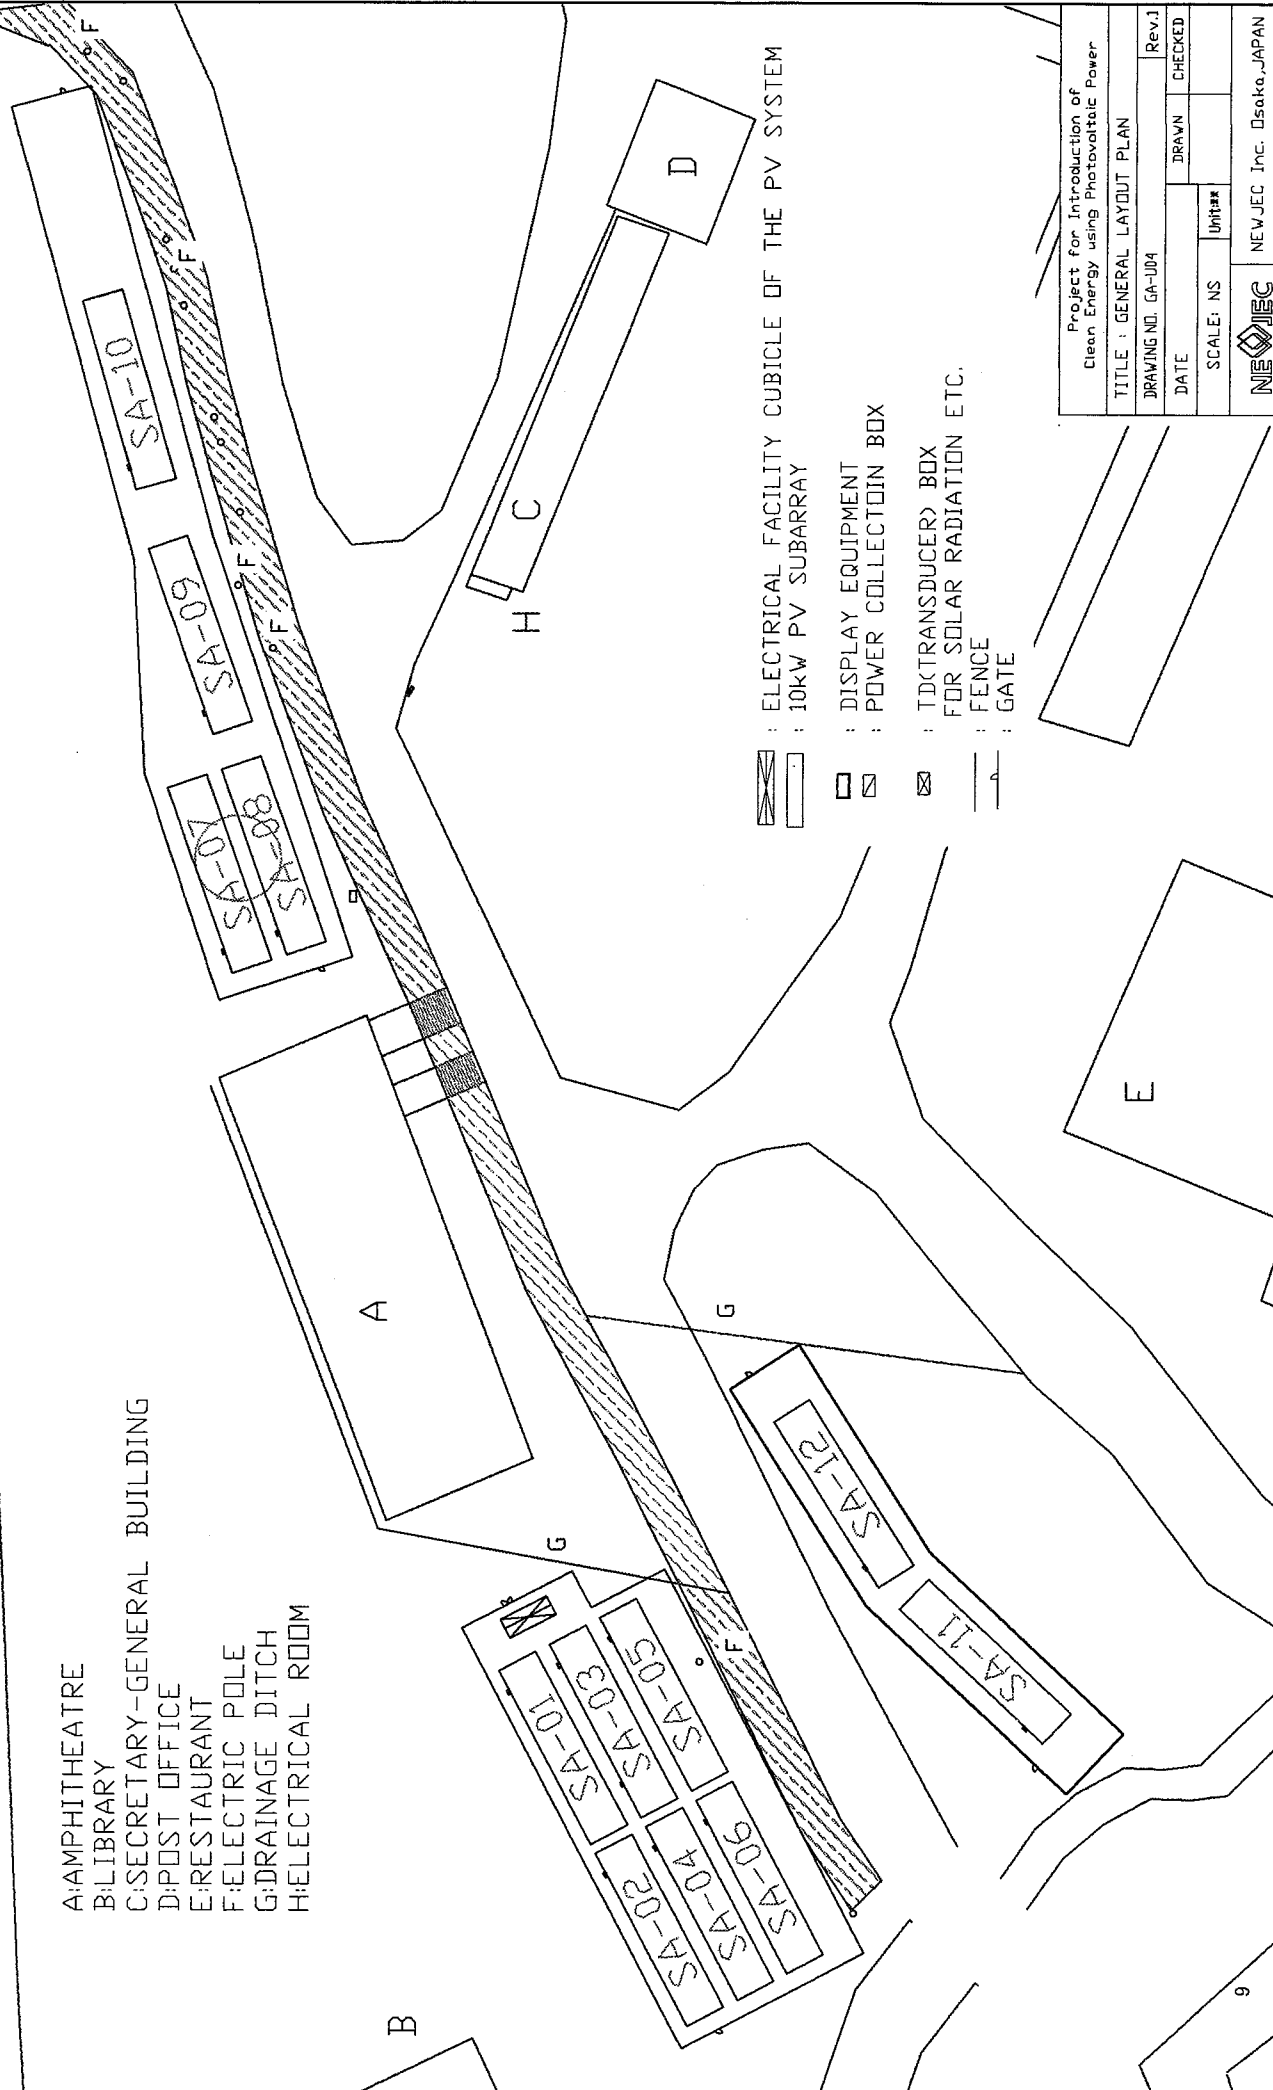 A:AMPHITHEATRE
B:LIBRARY
C:SECRETARY-GENERAL BUILDING
D:POST OFFICE
E:RESTAURANT
F:ELECTRIC POLE
G:DRAINAGE DITCH
H:ELECTRICAL ROOM
B
A
G
G
SA-01
SA-02
SA-03
SA-04
SA-05
SA-06
F
SA-07
SA-08
SA-09
SA-10
F
F
F
F
SA-11
SA-12
C
D
H
E
: ELECTRICAL FACILITY CUBICLE OF THE PV SYSTEM
: 10kW PV SUBARRAY
: DISPLAY EQUIPMENT
: POWER COLLECTOIN BOX
: TD(TRANSDUCER) BOX
FOR SOLAR RADIATION ETC.
: FENCE
: GATE
Project for Introduction of
Clean Energy using Photovoltaic Power
TITLE : GENERAL LAYOUT PLAN
DRAWING NO. GA-U04 Rev.1
DATE DRAWN CHECKED
SCALE: NS Unit:**
NEWJEC NEWJEC Inc. Osaka,JAPAN
9